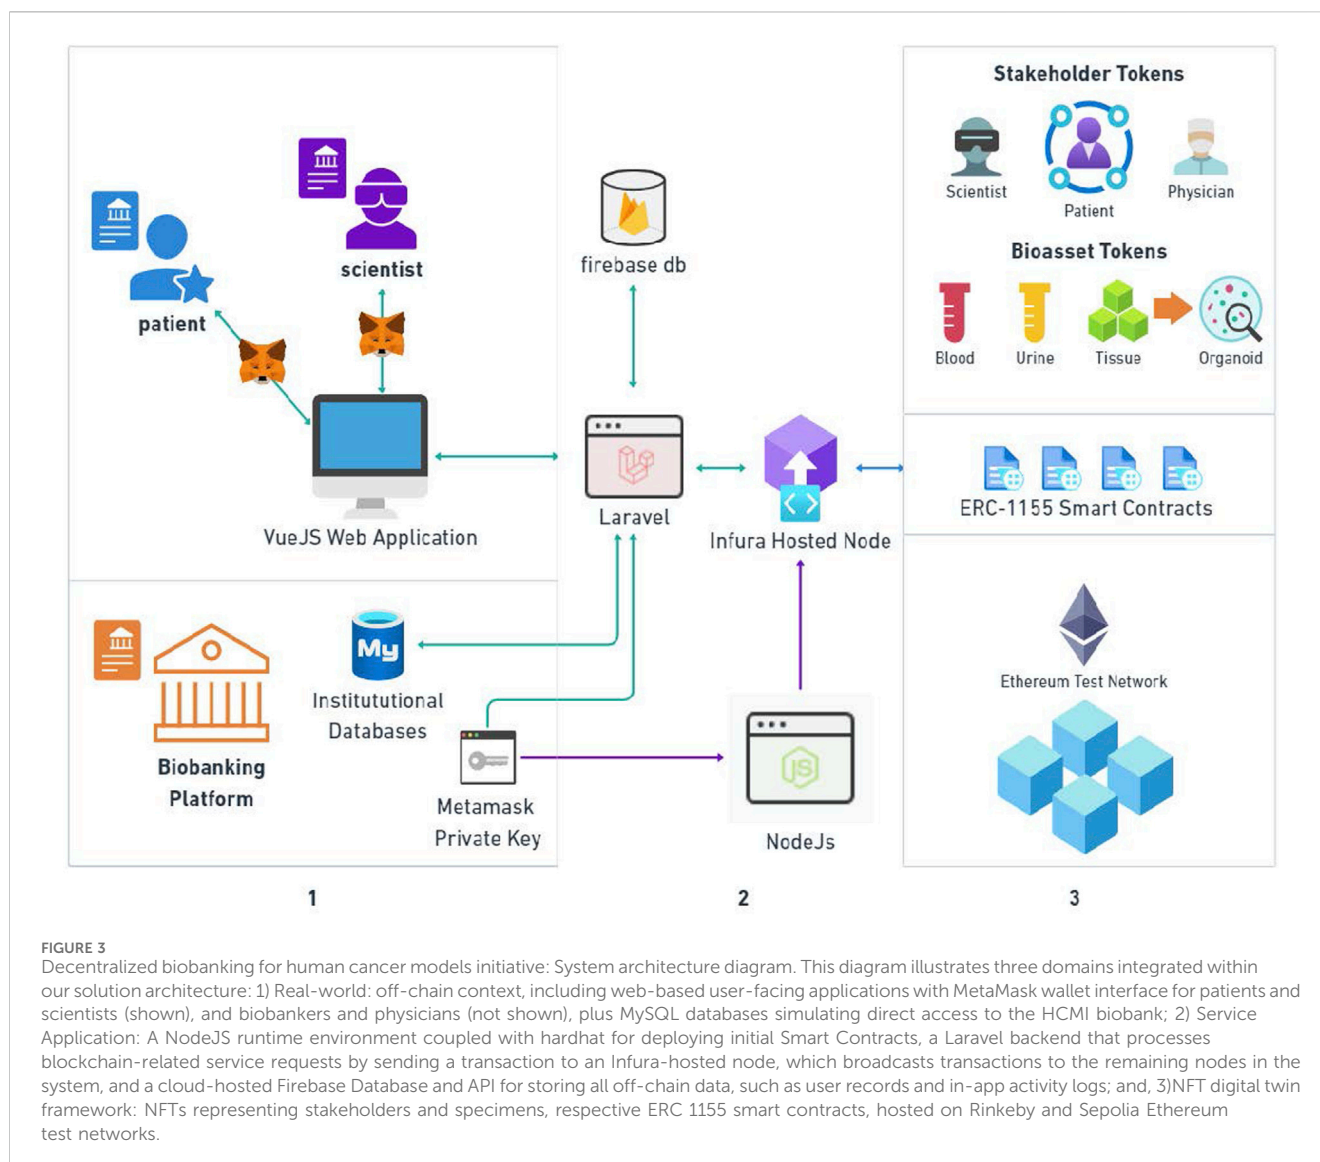 Stakeholder Tokens
Scientist
Patient
Physician
Bioasset Tokens
Blood
Urine
Tissue
Organoid
scientist
patient
firebase db
VueJS Web Application
Laravel
Infura Hosted Node
ERC-1155 Smart Contracts
My
Institututional
Databases
Biobanking
Platform
Metamask
Private Key
JS
NodeJs
Ethereum Test Network
1
2
3
FIGURE 3
Decentralized biobanking for human cancer models initiative: System architecture diagram. This diagram illustrates three domains integrated within
our solution architecture: 1) Real-world: off-chain context, including web-based user-facing applications with MetaMask wallet interface for patients and
scientists (shown), and biobankers and physicians (not shown), plus MySQL databases simulating direct access to the HCMI biobank; 2) Service
Application: A NodeJS runtime environment coupled with hardhat for deploying initial Smart Contracts, a Laravel backend that processes
blockchain-related service requests by sending a transaction to an Infura-hosted node, which broadcasts transactions to the remaining nodes in the
system, and a cloud-hosted Firebase Database and API for storing all off-chain data, such as user records and in-app activity logs; and, 3)NFT digital twin
framework: NFTs representing stakeholders and specimens, respective ERC 1155 smart contracts, hosted on Rinkeby and Sepolia Ethereum
test networks.